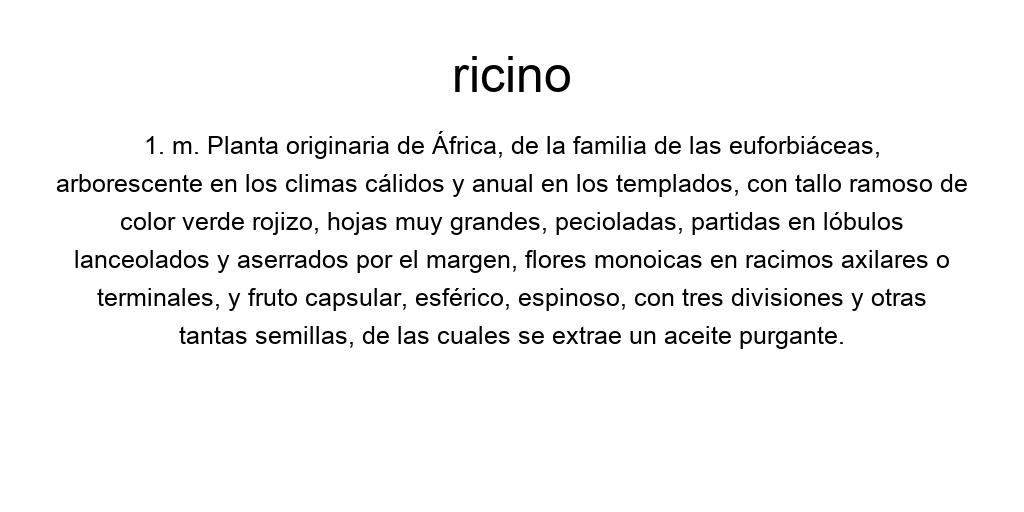 ricino
1. m. Planta originaria de África, de la familia de las euforbiáceas,
arborescente en los climas cálidos y anual en los templados, con tallo ramoso de
color verde rojizo, hojas muy grandes, pecioladas, partidas en lóbulos
lanceolados y aserrados por el margen, flores monoicas en racimos axilares o
terminales, y fruto capsular, esférico, espinoso, con tres divisiones y otras
tantas semillas, de las cuales se extrae un aceite purgante.